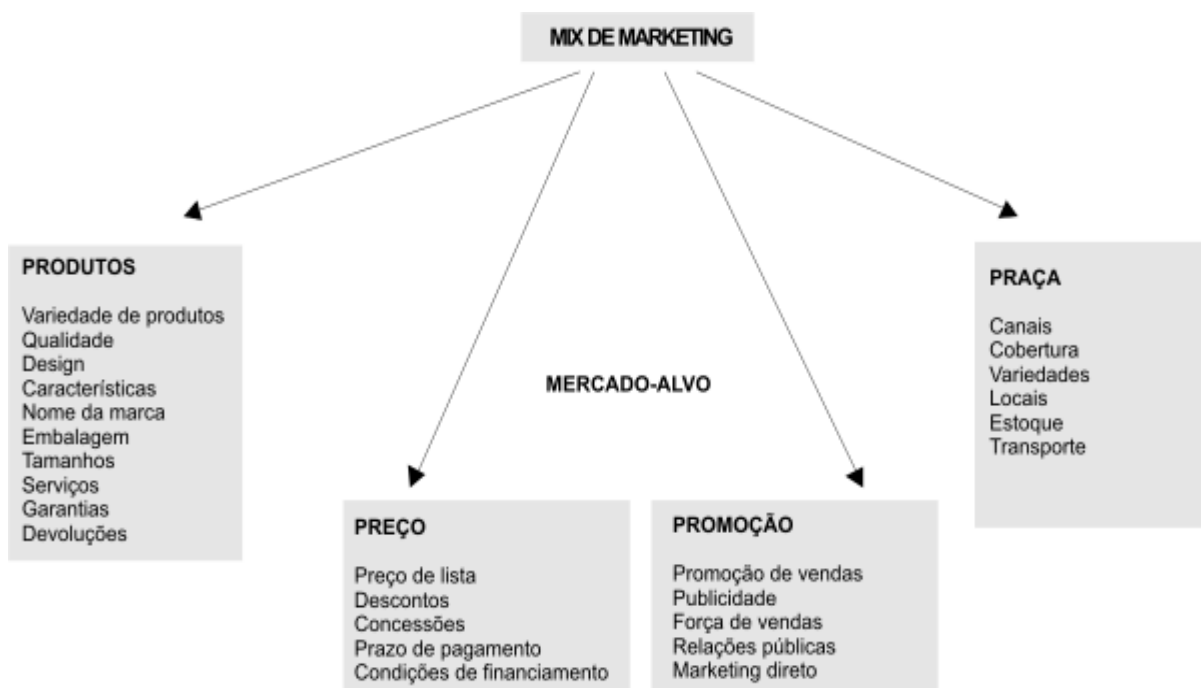 MIX DE MARKETING
PRODUTOS
Variedade de produtos
Qualidade
Design
Características
Nome da marca
Embalagem
Tamanhos
Serviços
Garantias
Devoluções
MERCADO-ALVO
PREÇO
Preço de lista
Descontos
Concessões
Prazo de pagamento
Condições de financiamento
PROMOÇÃO
Promoção de vendas
Publicidade
Força de vendas
Relações públicas
Marketing direto
PRAÇA
Canais
Cobertura
Variedades
Locais
Estoque
Transporte